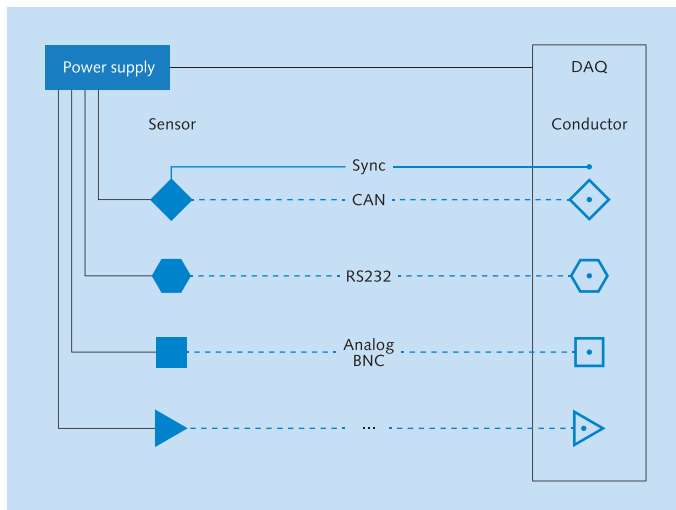 Power supply
DAQ
Sensor
Conductor
Sync
CAN
RS232
Analog
BNC
...